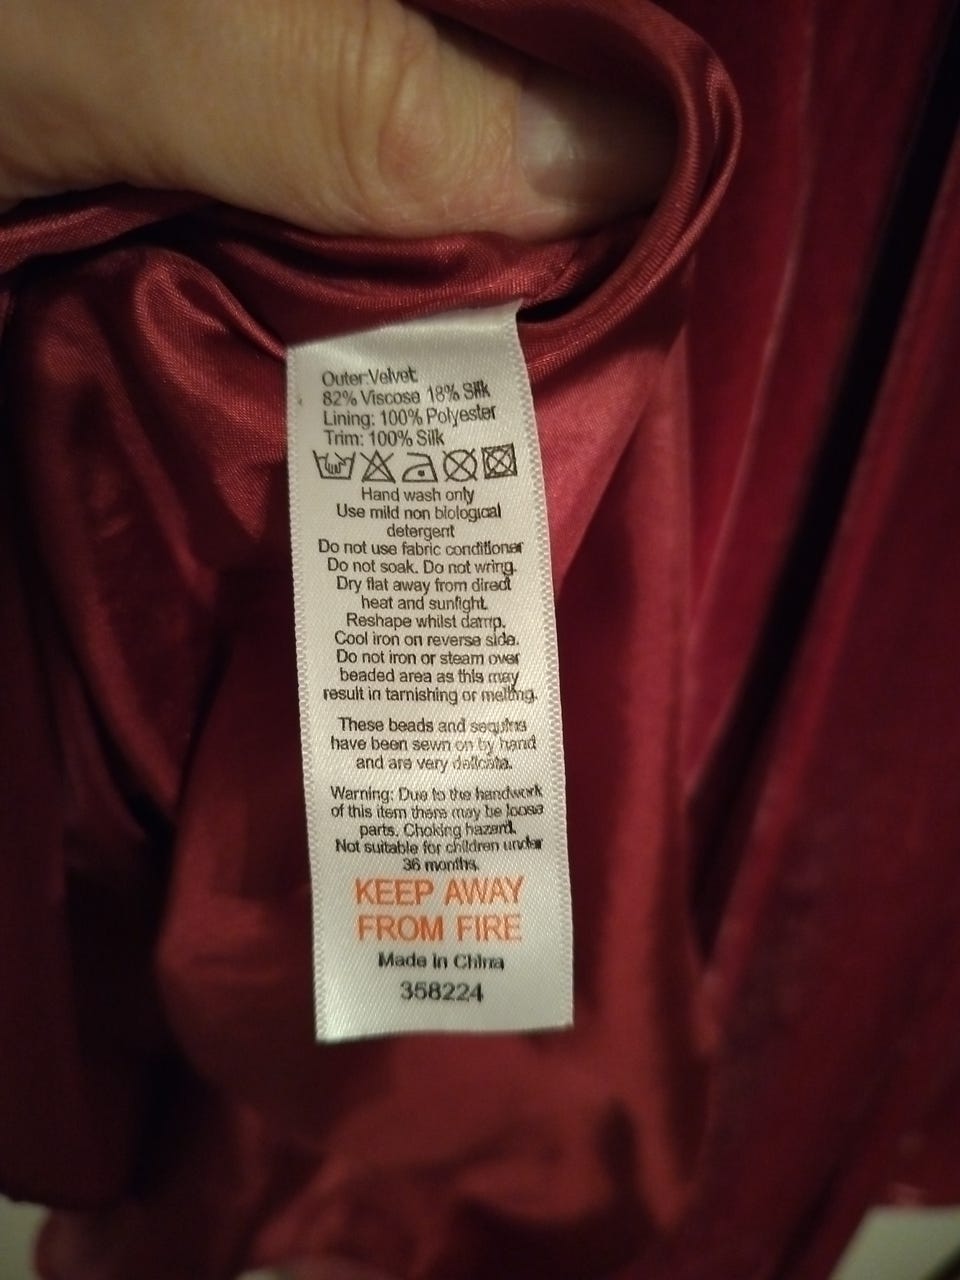 Outer:Velvet
82% Viscose 18% Silk
Lining: 100% Polyester
Trim: 100% Silk
Hand wash only
Use mild non biological
detergent
Do not use fabric conditioner
Do not soak. Do not wring.
Dry flat away from direct
heat and sunlight.
Reshape whilst damp.
Cool iron on reverse side.
Do not iron or steam over
beaded area as this may
result in tarnishing or melting.
These beads and sequins
have been sewn on by hand
and are very delicate.
Warning: Due to the handwork
of this item there may be loose
parts. Choking hazard.
Not suitable for children under
36 months.
KEEP AWAY
FROM FIRE
Made in China
358224